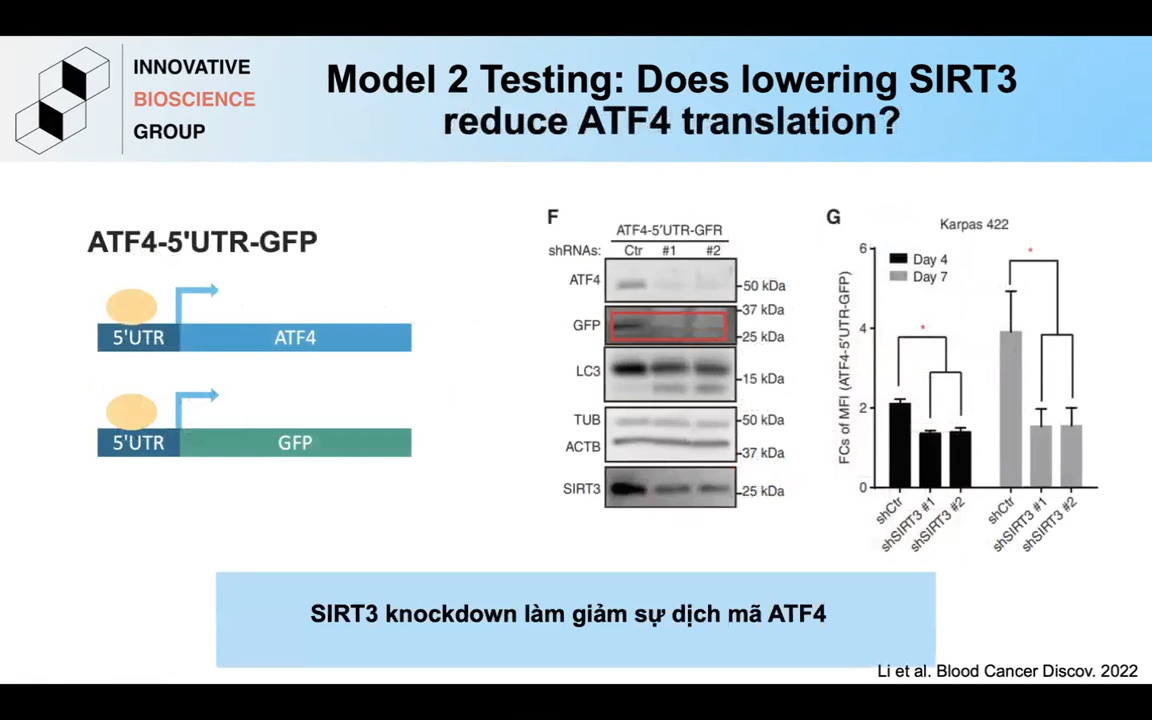 INNOVATIVE
BIOSCIENCE
GROUP
Model 2 Testing: Does lowering SIRT3
reduce ATF4 translation?
ATF4-5'UTR-GFP
5'UTR ATF4
5'UTR GFP
F
ATF4-5′UTR-GFR
shRNAs: Ctr #1 #2
ATF4 50 kDa
37 kDa
GFP
25 kDa
LC3
15 kDa
TUB 50 kDa
ACTB
37 kDa
SIRT3 25 kDa
G
Karpas 422
FCs of MFI (ATF4-5′UTR-GFP)
6
4
2
0
Day 4
Day 7
*
*
shCtr
shSIRT3 #1
shSIRT3 #2
shCtr
shSIRT3 #1
shSIRT3 #2
SIRT3 knockdown làm giảm sự dịch mã ATF4
Li et al. Blood Cancer Discov. 2022